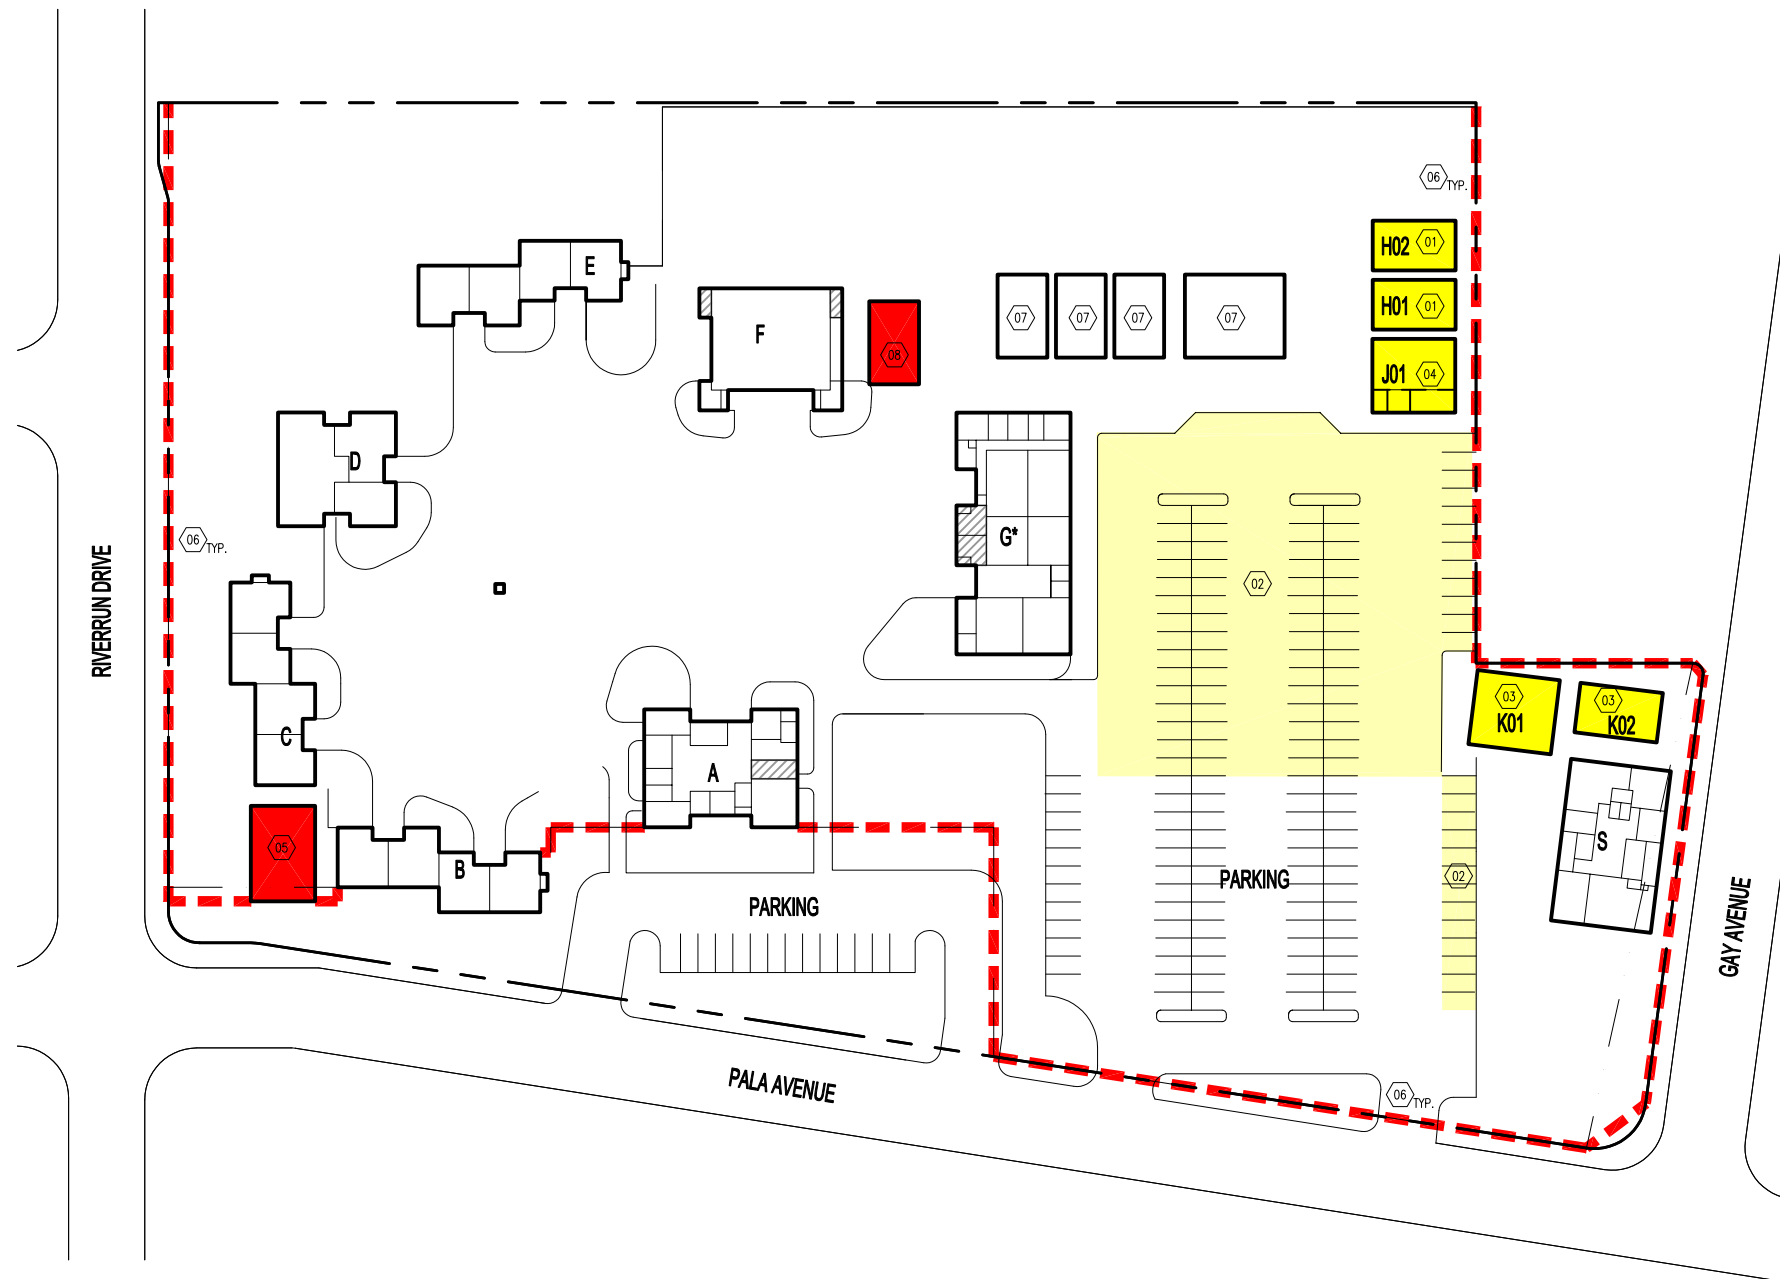 06 TYP.
H02 01
E
H01 01
07 07 07 07
F
08
J01 04
D
G*
06 TYP.
02
RIVERRUN DRIVE
03 03
K01 K02
C
A
S
05
B
02
PARKING
PARKING
GAY AVENUE
PALA AVENUE
06 TYP.